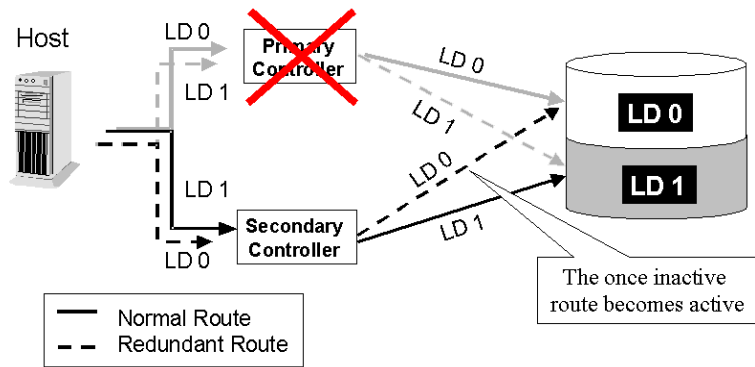 Host
LD 0
Primary
Controller
LD 0
LD 1
LD 1
LD 0
LD 0
LD 1
LD 1
Secondary
Controller
LD 0
LD 1
The once inactive
route becomes active
Normal Route
Redundant Route